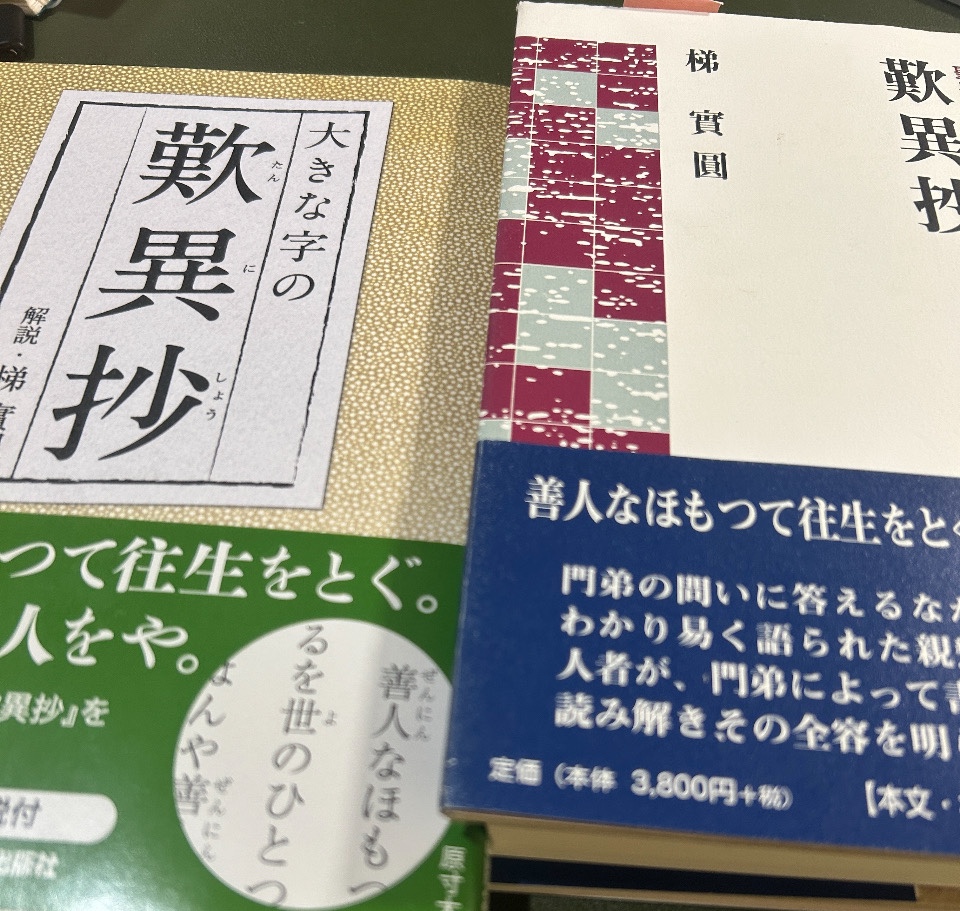 大きな字の
歎異抄
たん
に
しょう
解説・梯實
つて往生をとぐ。
人をや。
異抄』を
付
出版社
善人なほも
ぜんにん
るを世のひとつ
よ
はんや善
ぜんに
原寸
歎異抄
梯實圓
善人なほもつて往生をと
門弟の問いに答えるな
わかり易く語られた親
人者が、門弟によって
読み解きその全容を明
定価（本体 3,800円+税）
【本文・